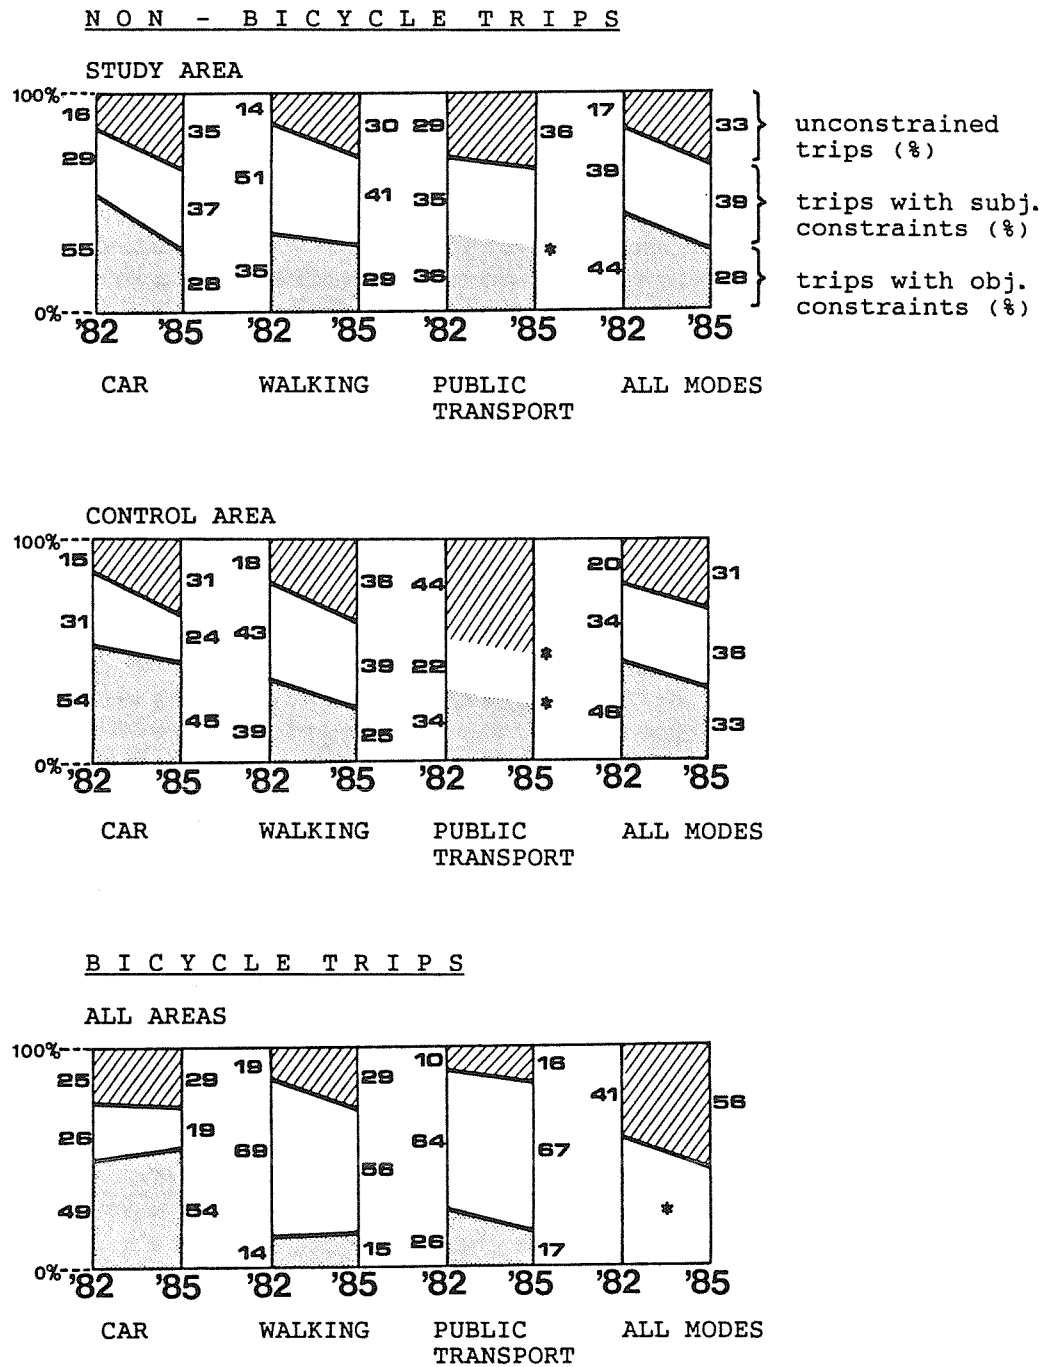 N O N - B I C Y C L E T R I P S
STUDY AREA
100%
16 35 14 30 29 36 17 33
unconstrained
trips (%)
29 37 51 41 35 39 39
trips with subj.
constraints (%)
55 28 35 29 36 * 44 28
trips with obj.
constraints (%)
0%
'82 '85 '82 '85 '82 '85 '82 '85
CAR WALKING PUBLIC ALL MODES
TRANSPORT
CONTROL AREA
100%
15 31 18 36 44 * 20 31
31 24 43 39 22 * 34 36
54 45 39 25 34 46 33
0%
'82 '85 '82 '85 '82 '85 '82 '85
CAR WALKING PUBLIC ALL MODES
TRANSPORT
B I C Y C L E T R I P S
ALL AREAS
100%
25 29 19 29 10 16 41 56
26 19 69 56 64 67 *
49 54 14 15 26 17
0%
'82 '85 '82 '85 '82 '85 '82 '85
CAR WALKING PUBLIC ALL MODES
TRANSPORT